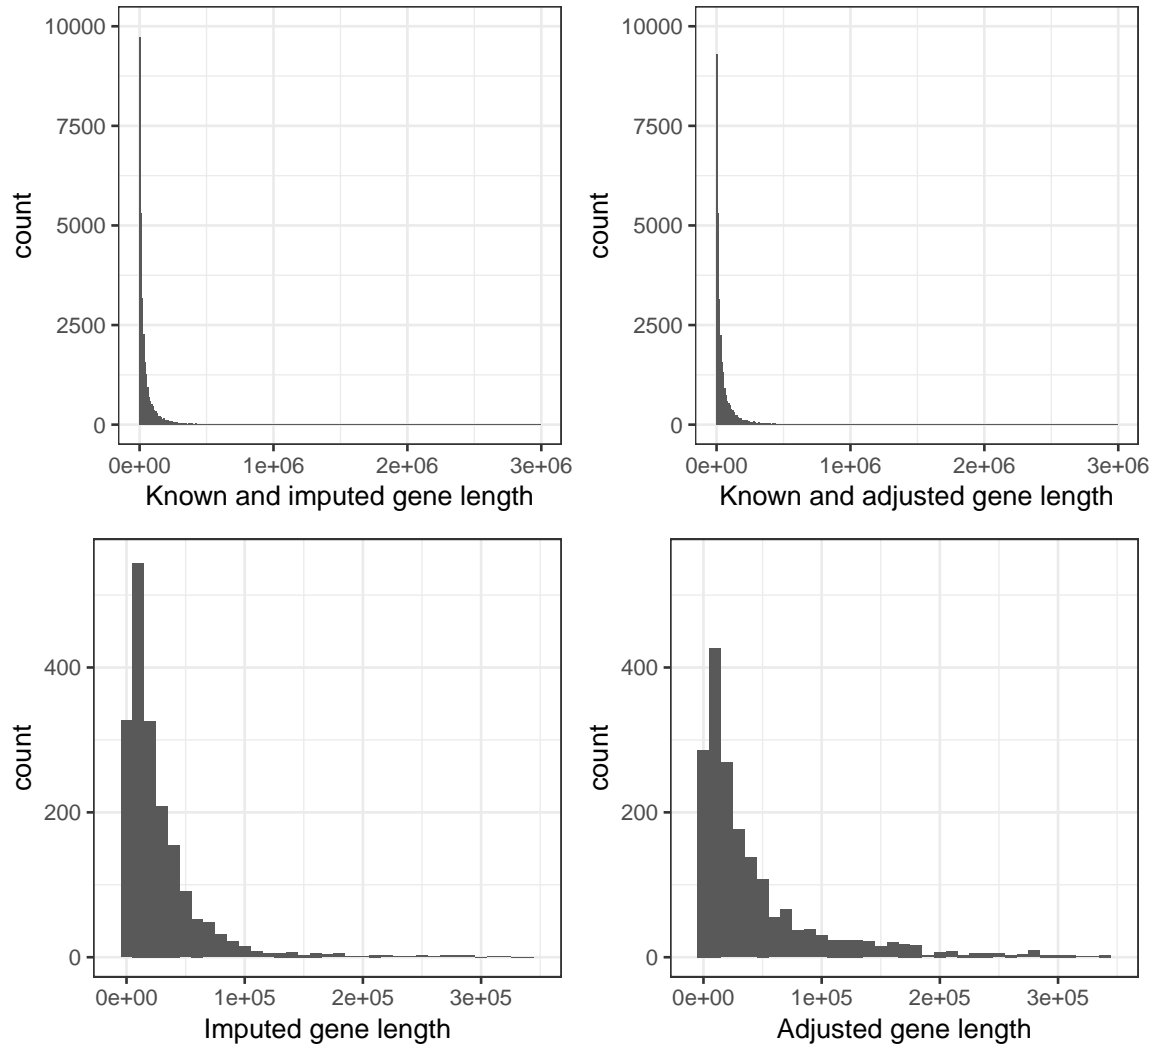 10000
7500
5000
2500
0
count
0e+00 1e+06 2e+06 3e+06
Known and imputed gene length
10000
7500
5000
2500
0
count
0e+00 1e+06 2e+06 3e+06
Known and adjusted gene length
400
200
0
count
0e+00 1e+05 2e+05 3e+05
Imputed gene length
400
200
0
count
0e+00 1e+05 2e+05 3e+05
Adjusted gene length